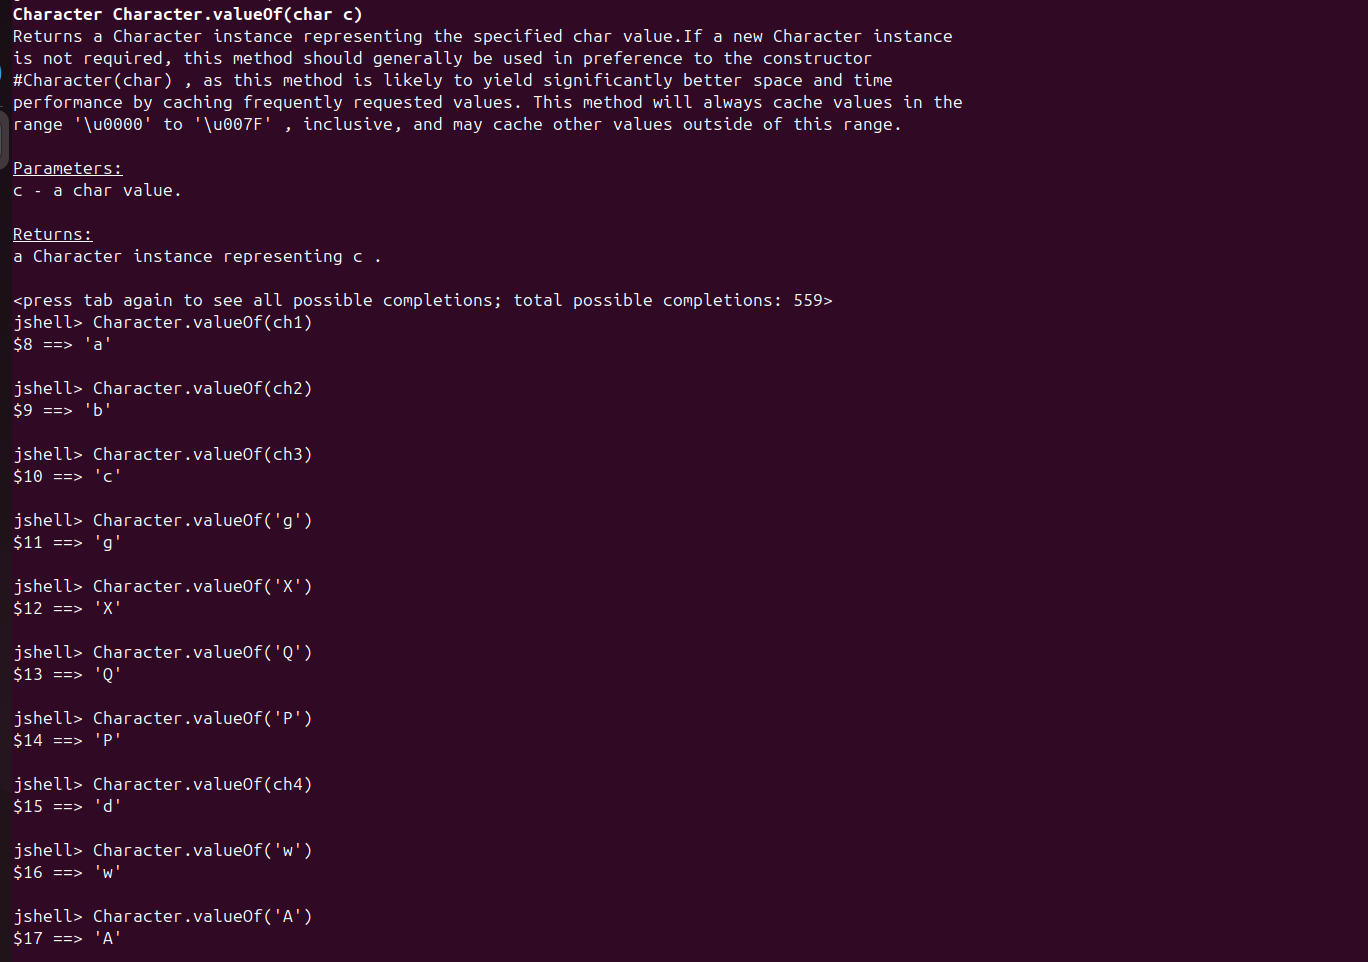 Character Character.valueOf(char c)
Returns a Character instance representing the specified char value.If a new Character instance
is not required, this method should generally be used in preference to the constructor
#Character(char) , as this method is likely to yield significantly better space and time
performance by caching frequently requested values. This method will always cache values in the
range '\u0000' to '\u007F' , inclusive, and may cache other values outside of this range.
Parameters:
c - a char value.
Returns:
a Character instance representing c .
<press tab again to see all possible completions; total possible completions: 559>
jshell> Character.valueOf(ch1)
$8 ==> 'a'
jshell> Character.valueOf(ch2)
$9 ==> 'b'
jshell> Character.valueOf(ch3)
$10 ==> 'c'
jshell> Character.valueOf('g')
$11 ==> 'g'
jshell> Character.valueOf('X')
$12 ==> 'X'
jshell> Character.valueOf('Q')
$13 ==> 'Q'
jshell> Character.valueOf('P')
$14 ==> 'P'
jshell> Character.valueOf(ch4)
$15 ==> 'd'
jshell> Character.valueOf('w')
$16 ==> 'w'
jshell> Character.valueOf('A')
$17 ==> 'A'